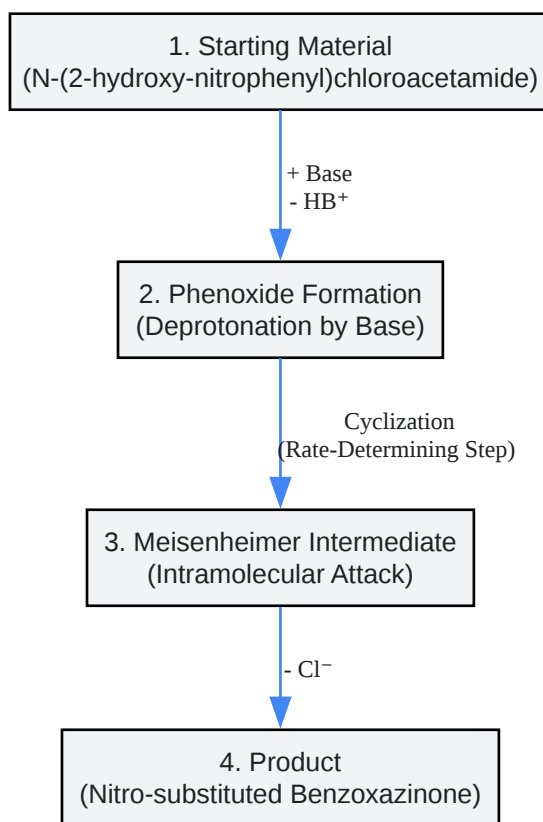 1. Starting Material
(N-(2-hydroxy-nitrophenyl)chloroacetamide)
+ Base
- HB⁺
2. Phenoxide Formation
(Deprotonation by Base)
Cyclization
(Rate-Determining Step)
3. Meisenheimer Intermediate
(Intramolecular Attack)
- Cl⁻
4. Product
(Nitro-substituted Benzoxazinone)